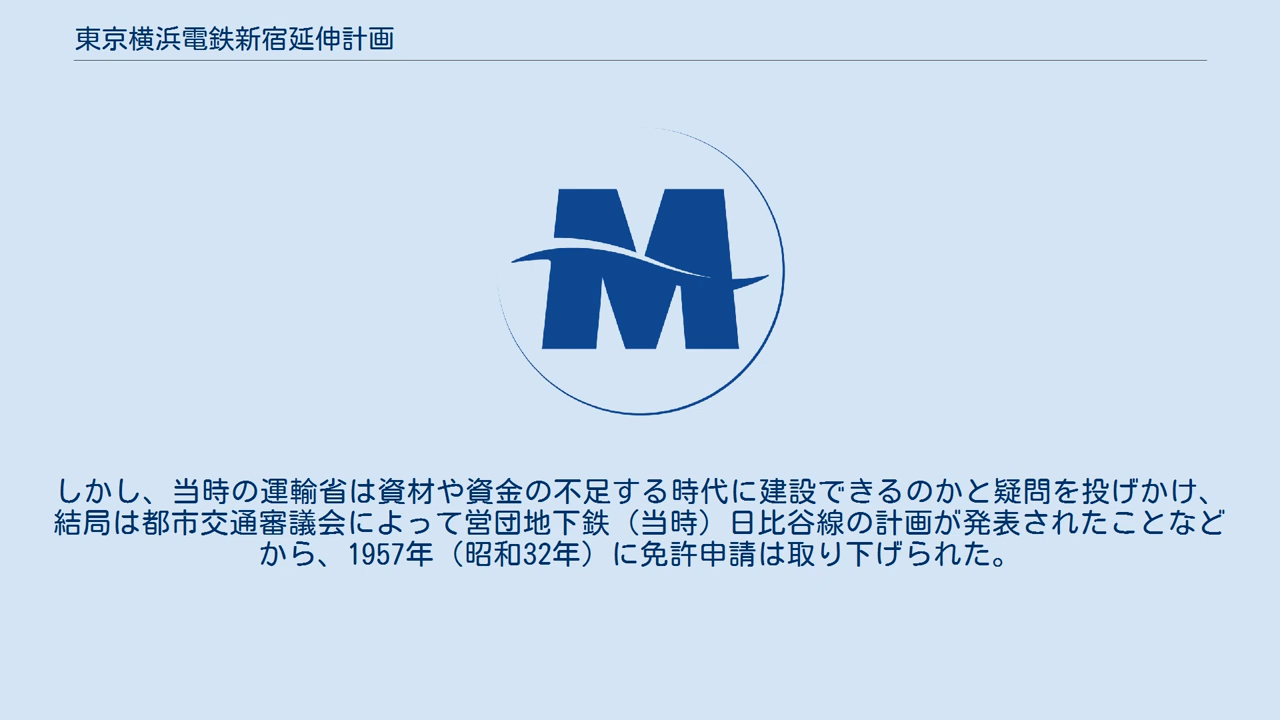 東京横浜電鉄新宿延伸計画
M
しかし、当時の運輸省は資材や資金の不足する時代に建設できるのかと疑問を投げかけ、
結局は都市交通審議会によって営団地下鉄（当時）日比谷線の計画が発表されたことなど
から、1957年（昭和32年）に免許申請は取り下げられた。